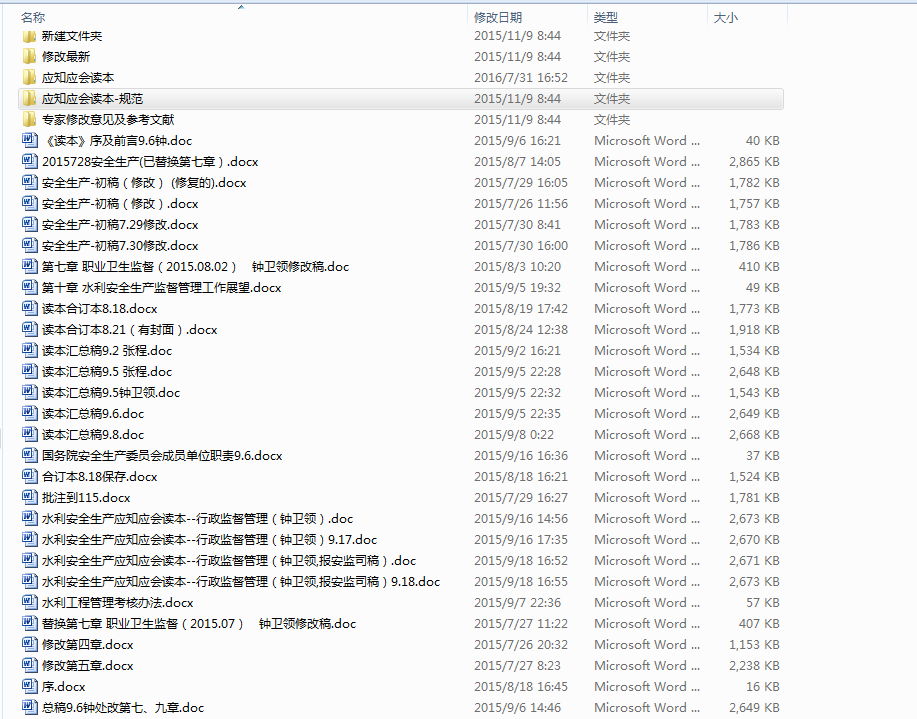 名称 修改日期 类型 大小
新建文件夹 2015/11/9 8:44 文件夹
修改最新 2015/11/9 8:44 文件夹
应知应会读本 2016/7/31 16:52 文件夹
应知应会读本-规范 2015/11/9 8:44 文件夹
专家修改意见及参考文献 2015/11/9 8:44 文件夹
《读本》序及前言9.6钟.doc 2015/9/6 16:21 Microsoft Word ... 40 KB
2015728安全生产(已替换第七章）.docx 2015/8/7 14:05 Microsoft Word ... 2,865 KB
安全生产-初稿（修改） (修复的).docx 2015/7/29 16:05 Microsoft Word ... 1,782 KB
安全生产-初稿（修改）.docx 2015/7/26 11:56 Microsoft Word ... 1,757 KB
安全生产-初稿7.29修改.docx 2015/7/30 8:41 Microsoft Word ... 1,783 KB
安全生产-初稿7.30修改.docx 2015/7/30 16:00 Microsoft Word ... 1,786 KB
第七章 职业卫生监督（2015.08.02） 钟卫领修改稿.doc 2015/8/3 10:20 Microsoft Word ... 410 KB
第十章 水利安全生产监督管理工作展望.docx 2015/9/5 19:32 Microsoft Word ... 49 KB
读本合订本8.18.docx 2015/8/19 17:42 Microsoft Word ... 1,773 KB
读本合订本8.21（有封面）.docx 2015/8/24 12:38 Microsoft Word ... 1,918 KB
读本汇总稿9.2 张程.doc 2015/9/2 16:21 Microsoft Word ... 1,534 KB
读本汇总稿9.5 张程.doc 2015/9/5 22:28 Microsoft Word ... 2,648 KB
读本汇总稿9.5钟卫领.doc 2015/9/5 22:32 Microsoft Word ... 1,543 KB
读本汇总稿9.6.doc 2015/9/5 22:35 Microsoft Word ... 2,649 KB
读本汇总稿9.8.doc 2015/9/8 0:22 Microsoft Word ... 2,668 KB
国务院安全生产委员会成员单位职责9.6.docx 2015/9/16 16:36 Microsoft Word ... 37 KB
合订本8.18保存.docx 2015/8/18 16:21 Microsoft Word ... 1,524 KB
批注到115.docx 2015/7/29 16:27 Microsoft Word ... 1,781 KB
水利安全生产应知应会读本--行政监督管理（钟卫领）.doc 2015/9/16 14:56 Microsoft Word ... 2,673 KB
水利安全生产应知应会读本--行政监督管理（钟卫领）9.17.doc 2015/9/16 17:35 Microsoft Word ... 2,670 KB
水利安全生产应知应会读本--行政监督管理（钟卫领,报安监司稿）.doc 2015/9/18 16:52 Microsoft Word ... 2,671 KB
水利安全生产应知应会读本--行政监督管理（钟卫领,报安监司稿）9.18.doc 2015/9/18 16:55 Microsoft Word ... 2,673 KB
水利工程管理考核办法.docx 2015/9/7 22:36 Microsoft Word ... 57 KB
替换第七章 职业卫生监督（2015.07） 钟卫领修改稿.doc 2015/7/27 11:22 Microsoft Word ... 407 KB
修改第四章.docx 2015/7/26 20:32 Microsoft Word ... 1,153 KB
修改第五章.docx 2015/7/27 8:23 Microsoft Word ... 2,238 KB
序.docx 2015/8/18 16:45 Microsoft Word ... 16 KB
总稿9.6钟处改第七、九章.doc 2015/9/6 14:46 Microsoft Word ... 2,649 KB